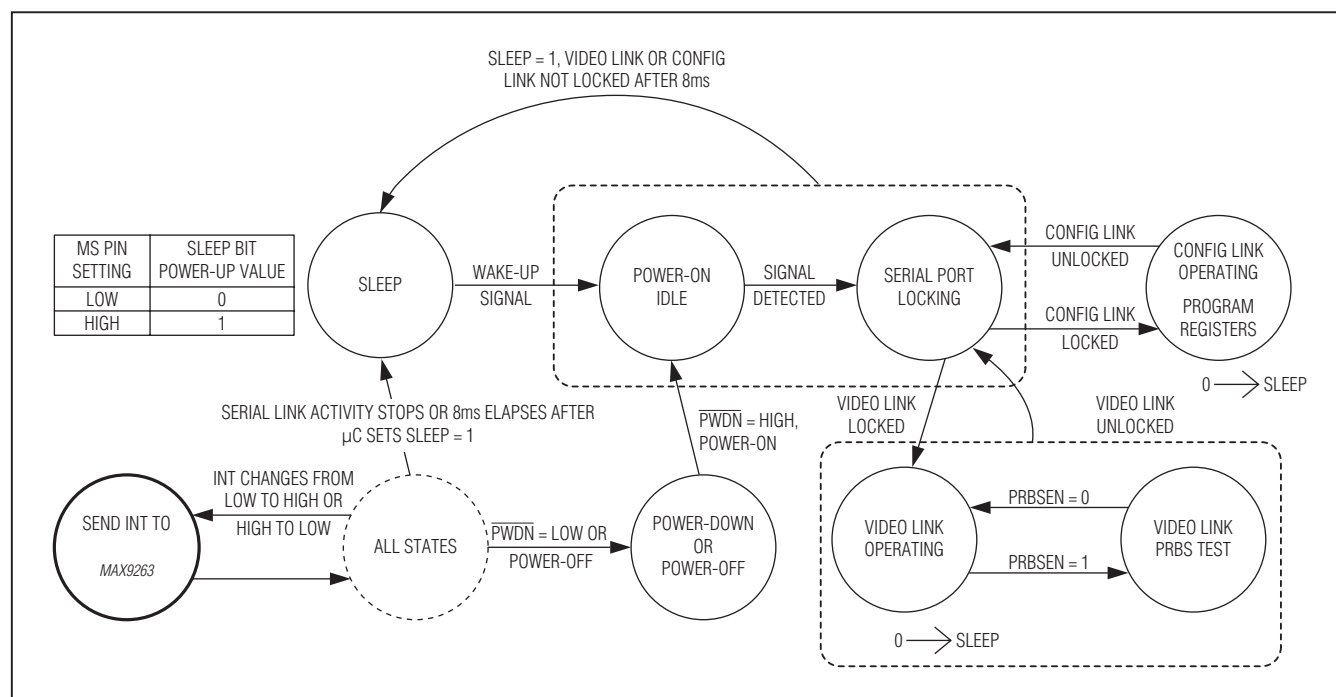 SLEEP = 1, VIDEO LINK OR CONFIG
LINK NOT LOCKED AFTER 8ms
MS PIN
SETTING
SLEEP BIT
POWER-UP VALUE
LOW
0
HIGH
1
SLEEP
WAKE-UP
SIGNAL
POWER-ON
IDLE
SIGNAL
DETECTED
SERIAL PORT
LOCKING
CONFIG LINK
UNLOCKED
CONFIG LINK
LOCKED
CONFIG LINK
OPERATING
PROGRAM
REGISTERS
0 → SLEEP
SERIAL LINK ACTIVITY STOPS OR 8ms ELAPSES AFTER
µC SETS SLEEP = 1
P̅W̅D̅N̅ = HIGH,
POWER-ON
VIDEO LINK
LOCKED
VIDEO LINK
UNLOCKED
INT CHANGES FROM
LOW TO HIGH OR
HIGH TO LOW
SEND INT TO
MAX9263
ALL STATES
P̅W̅D̅N̅ = LOW OR
POWER-OFF
POWER-DOWN
OR
POWER-OFF
VIDEO LINK
OPERATING
PRBSEN = 0
PRBSEN = 1
VIDEO LINK
PRBS TEST
0 → SLEEP